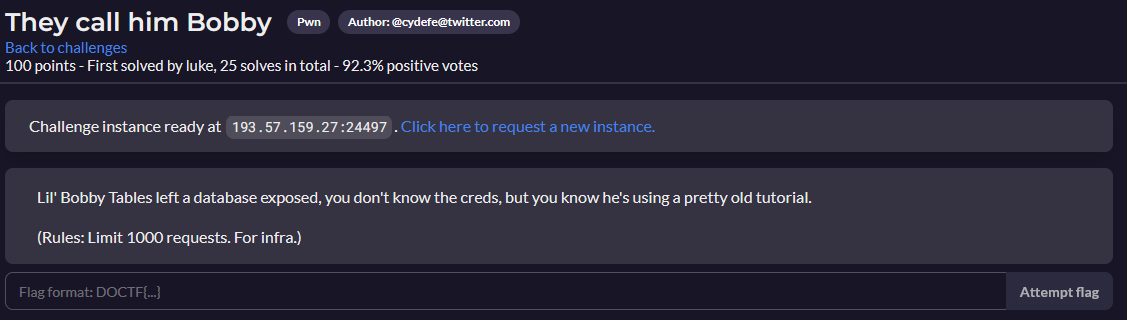 They call him Bobby Pwn Author: @cydefe@twitter.com
Back to challenges
100 points - First solved by luke, 25 solves in total - 92.3% positive votes
Challenge instance ready at 193.57.159.27:24497. Click here to request a new instance.
Lil' Bobby Tables left a database exposed, you don't know the creds, but you know he's using a pretty old tutorial.
(Rules: Limit 1000 requests. For infra.)
Flag format: DOCTF{...} Attempt flag